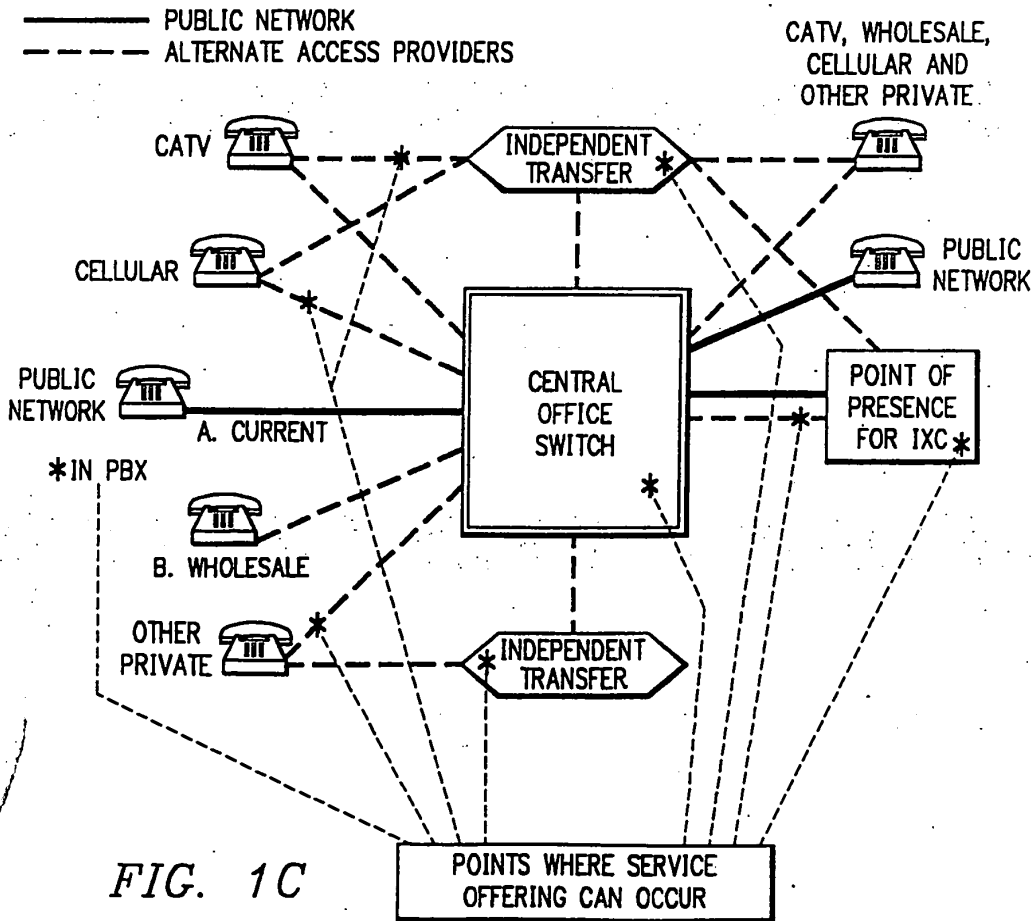 PUBLIC NETWORK
ALTERNATE ACCESS PROVIDERS
CATV, WHOLESALE,
CELLULAR AND
OTHER PRIVATE
CATV
*
INDEPENDENT
TRANSFER
*
CELLULAR
*
PUBLIC
NETWORK
PUBLIC
NETWORK
A. CURRENT
CENTRAL
OFFICE
SWITCH
*
*
POINT OF
PRESENCE
FOR IXC *
*IN PBX
B. WHOLESALE
OTHER
PRIVATE
*
*
INDEPENDENT
TRANSFER
POINTS WHERE SERVICE
OFFERING CAN OCCUR
FIG. 1C